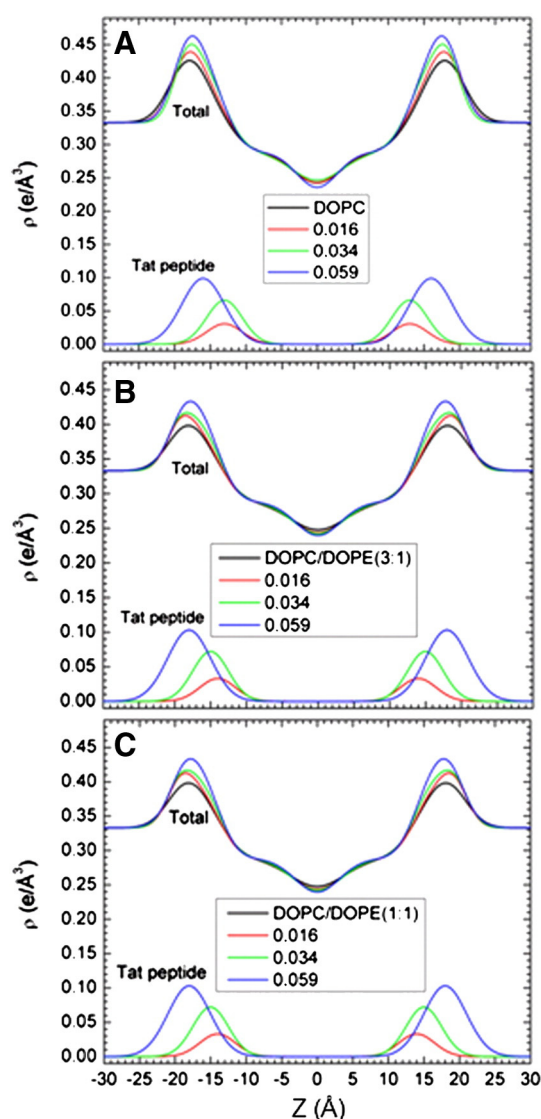 A
0.45
0.40
0.35
0.30
0.25
0.20
0.15
0.10
0.05
0.00
ρ (e/Å³)
Total
DOPC
0.016
0.034
0.059
Tat peptide
B
0.45
0.40
0.35
0.30
0.25
0.20
0.15
0.10
0.05
0.00
ρ (e/Å³)
Total
DOPC/DOPE(3:1)
0.016
0.034
0.059
Tat peptide
C
0.45
0.40
0.35
0.30
0.25
0.20
0.15
0.10
0.05
0.00
ρ (e/Å³)
Total
DOPC/DOPE(1:1)
0.016
0.034
0.059
Tat peptide
-30 -25 -20 -15 -10 -5 0 5 10 15 20 25 30
Z (Å)